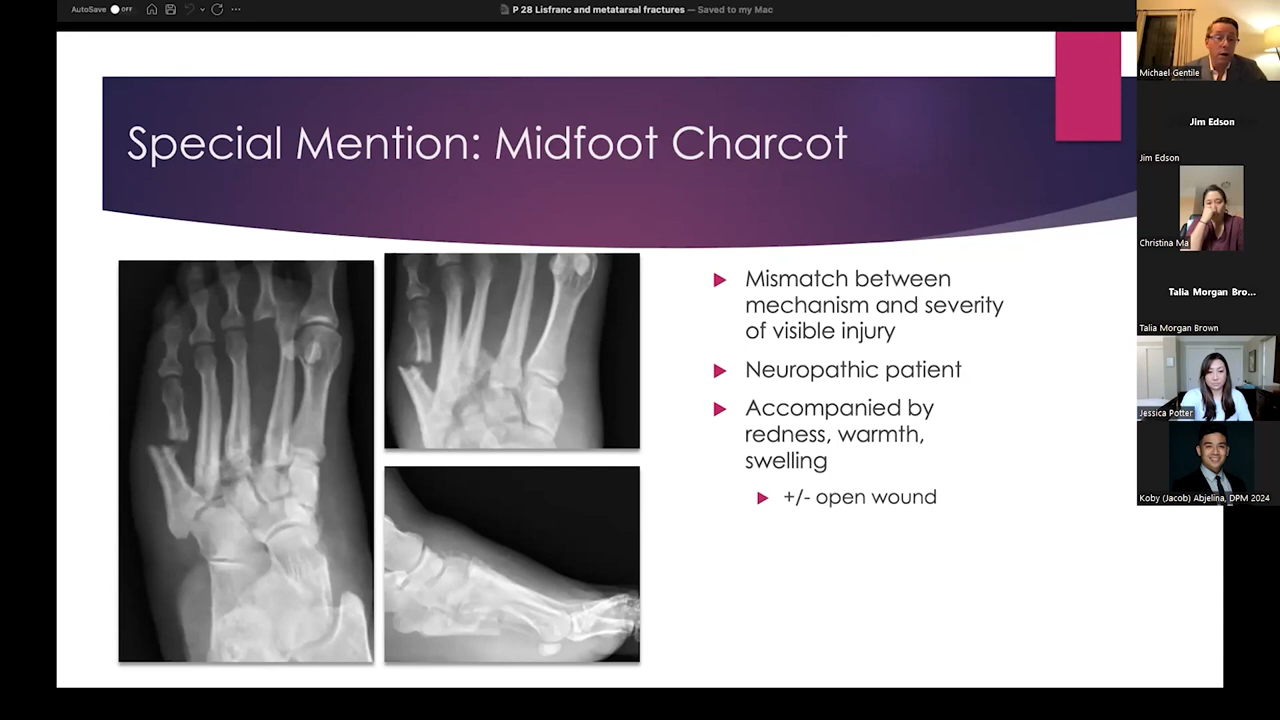 AutoSave OFF
P 28 Lisfranc and metatarsal fractures — Saved to my Mac
Special Mention: Midfoot Charcot
Mismatch between
mechanism and severity
of visible injury
Neuropathic patient
Accompanied by
redness, warmth,
swelling
+/- open wound
Michael Gentile
Jim Edson
Jim Edson
Christina Ma
Talia Morgan Bro...
Talia Morgan Brown
Jessica Potter
Koby (Jacob) Abjelina, DPM 2024